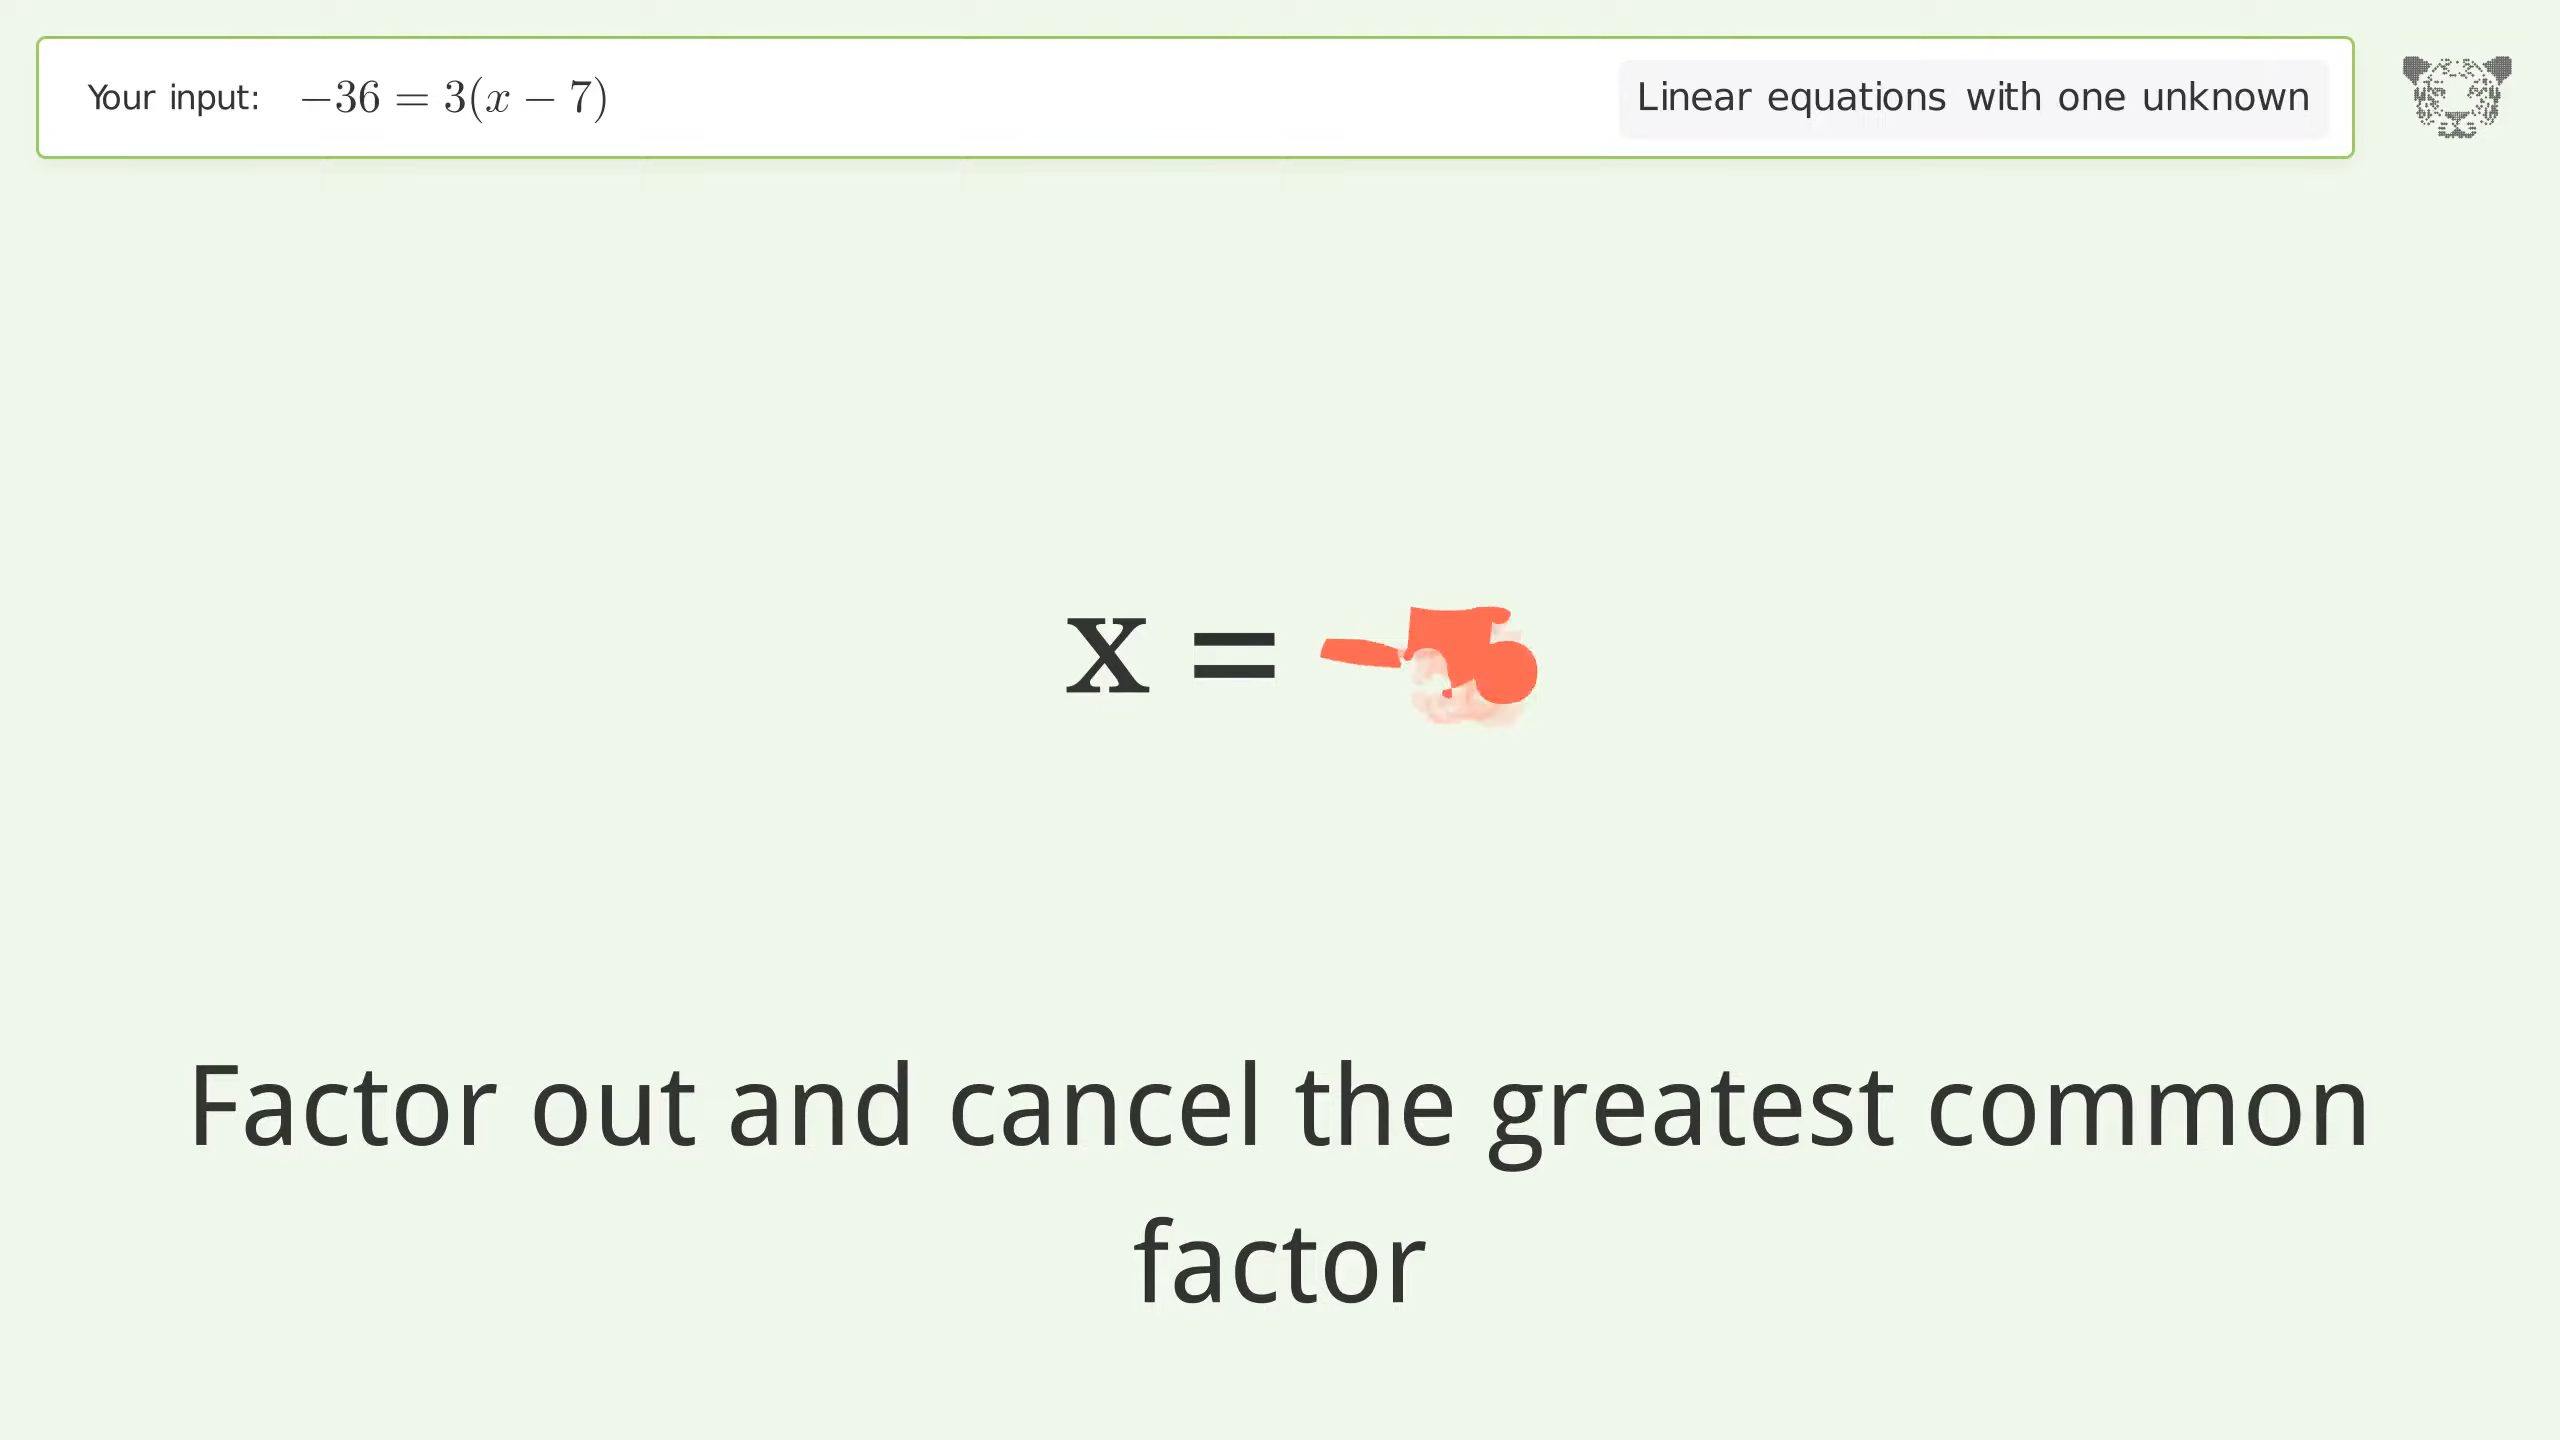 Your input: −36 = 3(x − 7)
Linear equations with one unknown
x =
Factor out and cancel the greatest common
factor